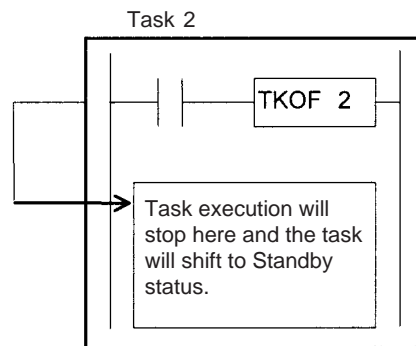 Task 2
TKOF 2
Task execution will
stop here and the task
will shift to Standby
status.